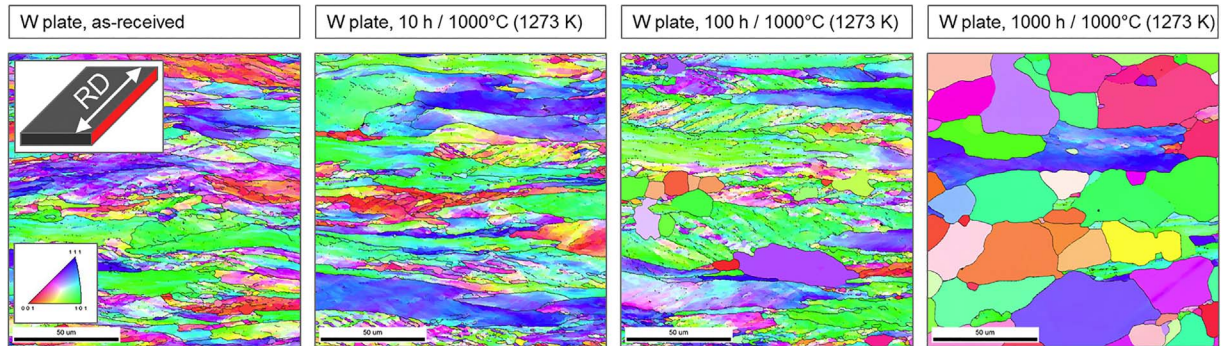 W plate, as-received
W plate, 10 h / 1000°C (1273 K)
W plate, 100 h / 1000°C (1273 K)
W plate, 1000 h / 1000°C (1273 K)
RD
111
001
101
50 um
50 um
50 um
50 um